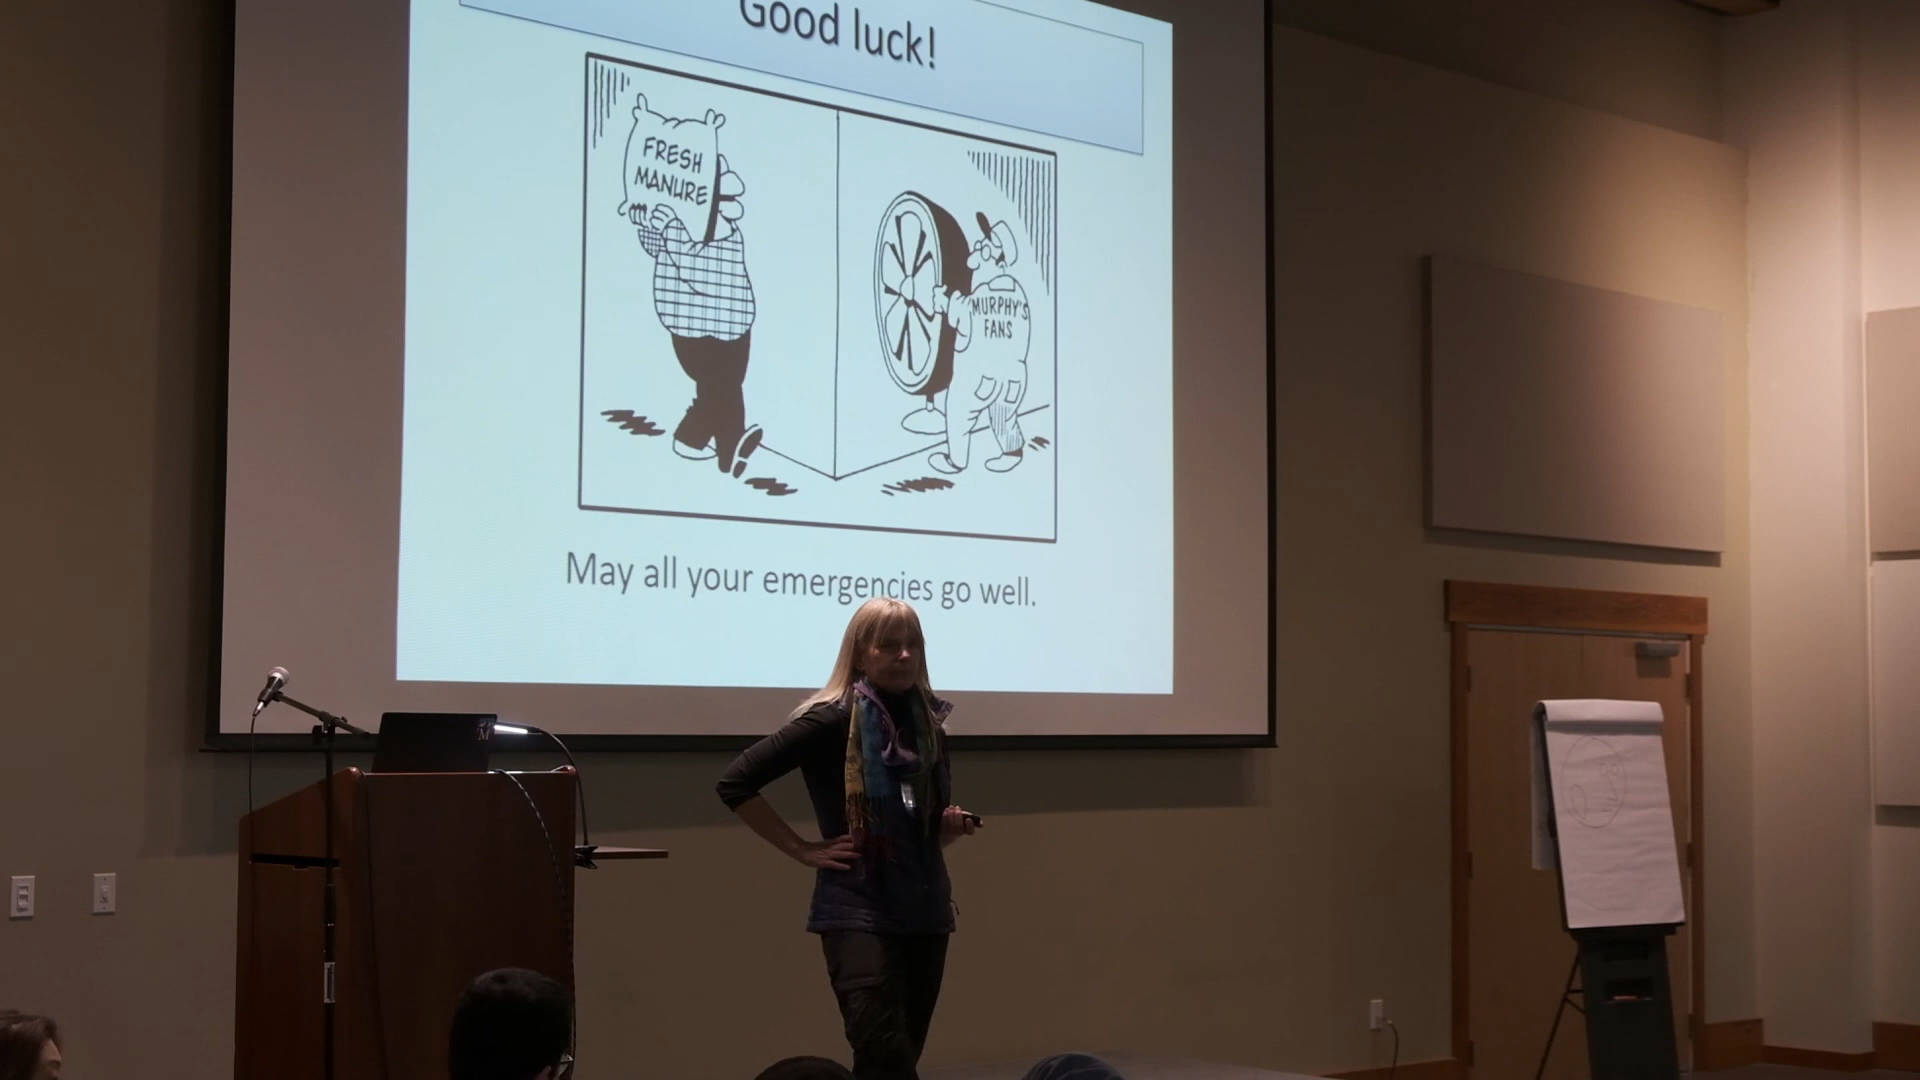 Good luck!
FRESH
MANURE
MURPHY'S
FANS
May all your emergencies go well.